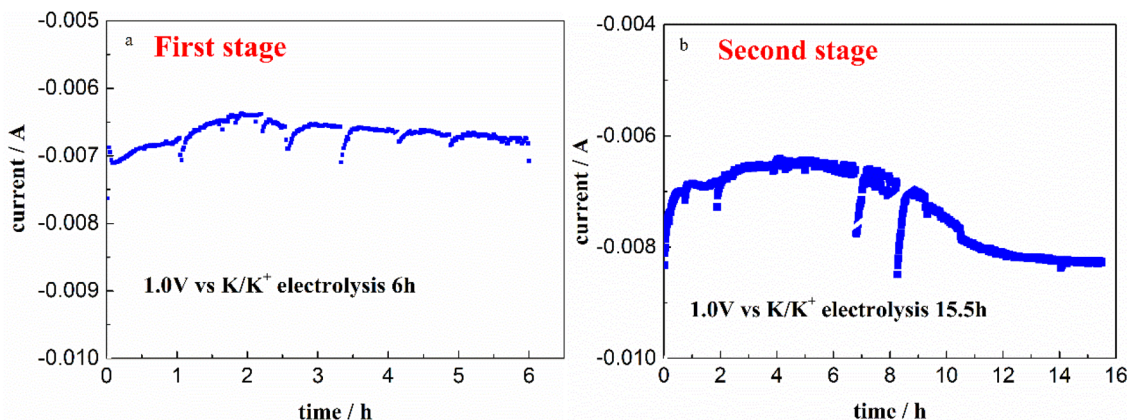 a First stage
-0.005
-0.006
-0.007
-0.008
-0.009
-0.010
current / A
1.0V vs K/K⁺ electrolysis 6h
0 1 2 3 4 5 6
time / h
b Second stage
-0.004
-0.006
-0.008
-0.010
current / A
1.0V vs K/K⁺ electrolysis 15.5h
0 2 4 6 8 10 12 14 16
time / h